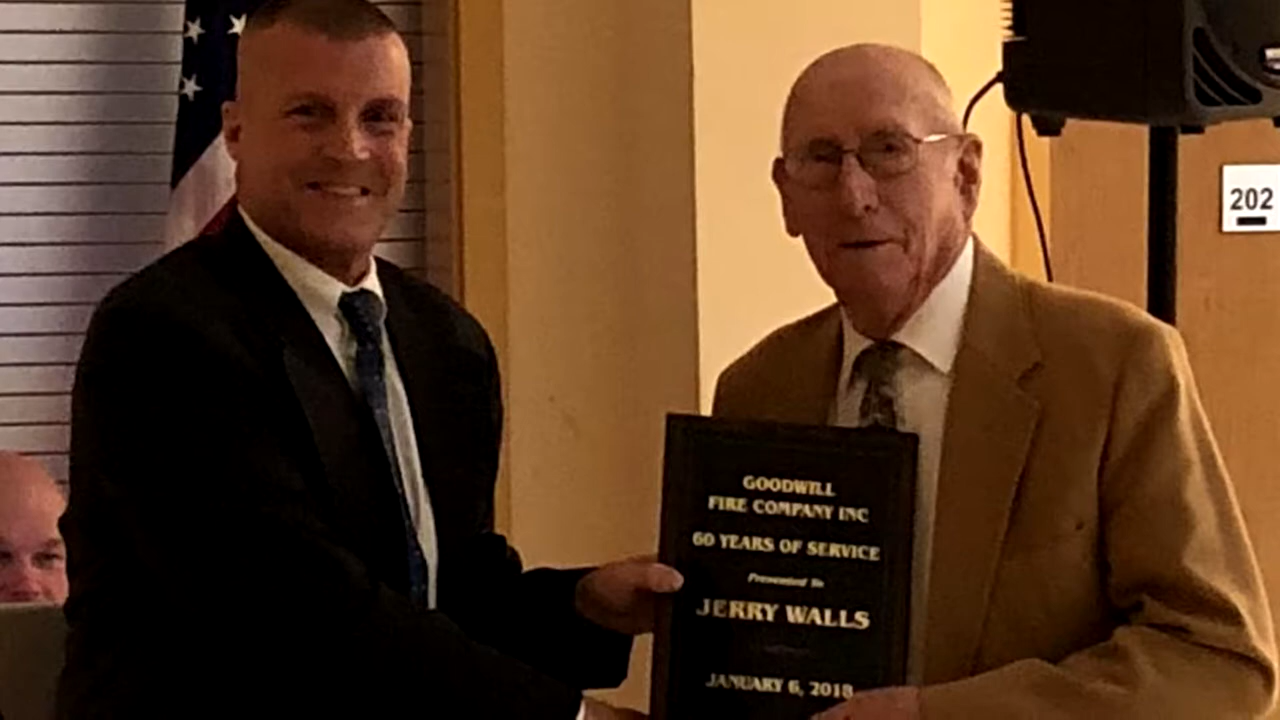 202
GOODWILL
FIRE COMPANY INC
60 YEARS OF SERVICE
Presented to
JERRY WALLS
JANUARY 6, 2018